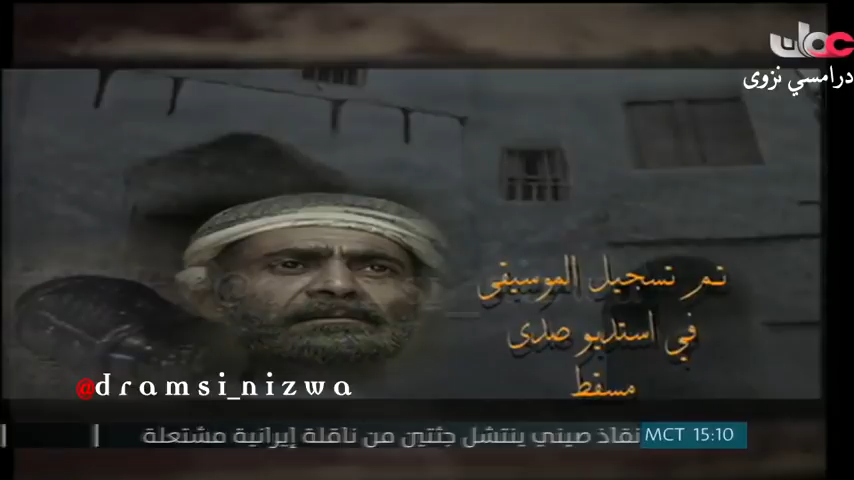 عمان
درامسي نزوى
تم تسجيل الموسيقى
في استديو صدى
مسقط
@dramsi_nizwa
MCT 15:10
نقاذ صيني ينتشل جثتين من ناقلة إيرانية مشتعلة